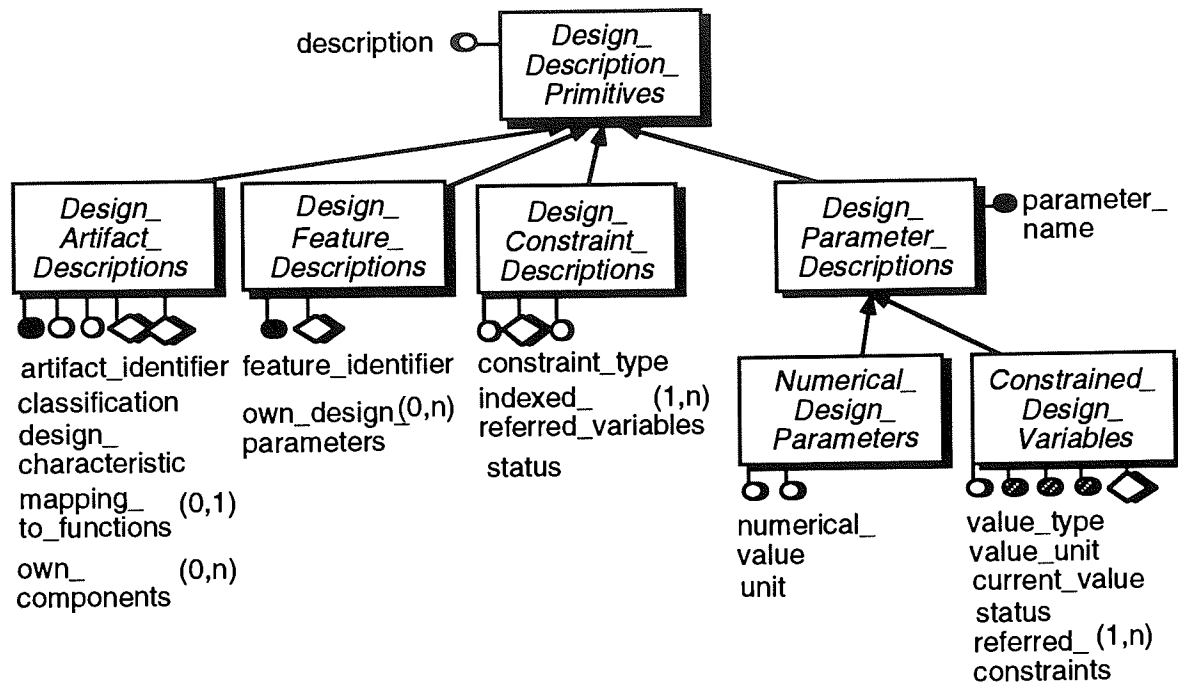 description
Design_
Description_
Primitives
Design_
Artifact_
Descriptions
Design_
Feature_
Descriptions
Design_
Constraint_
Descriptions
Design_
Parameter_
Descriptions
parameter_
name
artifact_identifier
classification
design_
characteristic
mapping_ (0,1)
to_functions
own_ (0,n)
components
feature_identifier
own_design_(0,n)
parameters
constraint_type
indexed_ (1,n)
referred_variables
status
Numerical_
Design_
Parameters
Constrained_
Design_
Variables
numerical_
value
unit
value_type
value_unit
current_value
status
referred_ (1,n)
constraints